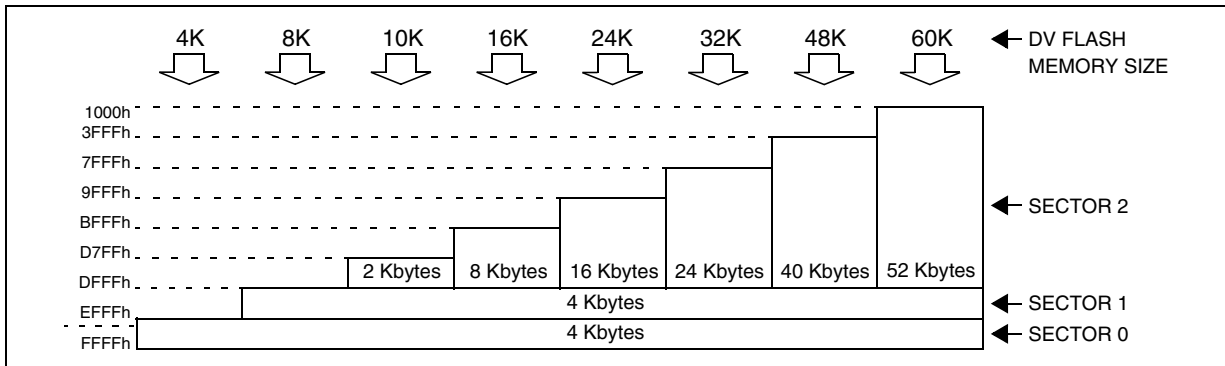 4K 8K 10K 16K 24K 32K 48K 60K DV FLASH
MEMORY SIZE
1000h
3FFFh
7FFFh
9FFFh
SECTOR 2
BFFFh
D7FFh
2 Kbytes 8 Kbytes 16 Kbytes 24 Kbytes 40 Kbytes 52 Kbytes
DFFFh
4 Kbytes SECTOR 1
EFFFh
4 Kbytes SECTOR 0
FFFFh